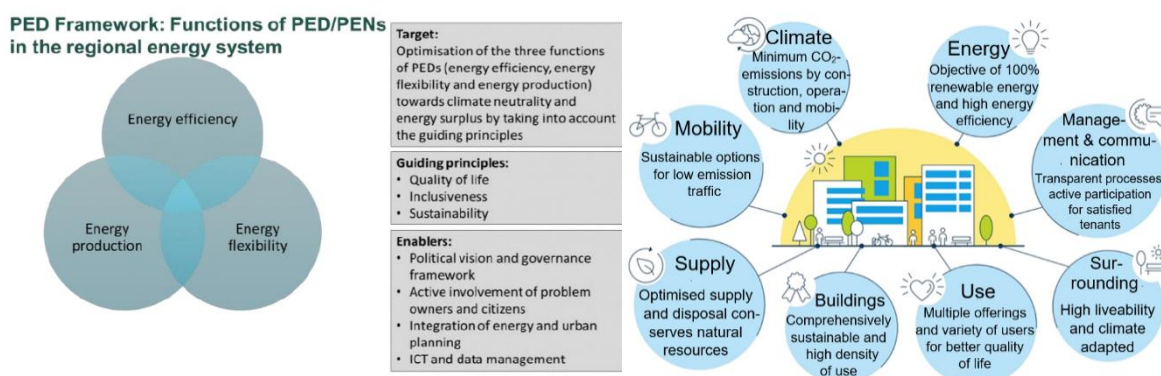 PED Framework: Functions of PED/PENs
in the regional energy system
Energy efficiency
Energy
production
Energy
flexibility
Target:
Optimisation of the three functions
of PEDs (energy efficiency, energy
flexibility and energy production)
towards climate neutrality and
energy surplus by taking into account
the guiding principles
Guiding principles:
• Quality of life
• Inclusiveness
• Sustainability
Enablers:
• Political vision and governance
framework
• Active involvement of problem
owners and citizens
• Integration of energy and urban
planning
• ICT and data management
Climate
Minimum CO2-
emissions by con-
struction, opera-
tion and mobi-
lity
Energy
Objective of 100%
renewable energy
and high energy
efficiency
Mobility
Sustainable options
for low emission
traffic
Manage-
ment & commu-
nication
Transparent processes
active participation
for satisfied
tenants
Supply
Optimised supply
and disposal con-
serves natural
resources
Buildings
Comprehensively
sustainable and
high density
of use
Use
Multiple offerings
and variety of users
for better quality
of life
Sur-
rounding
High liveability
and climate
adapted